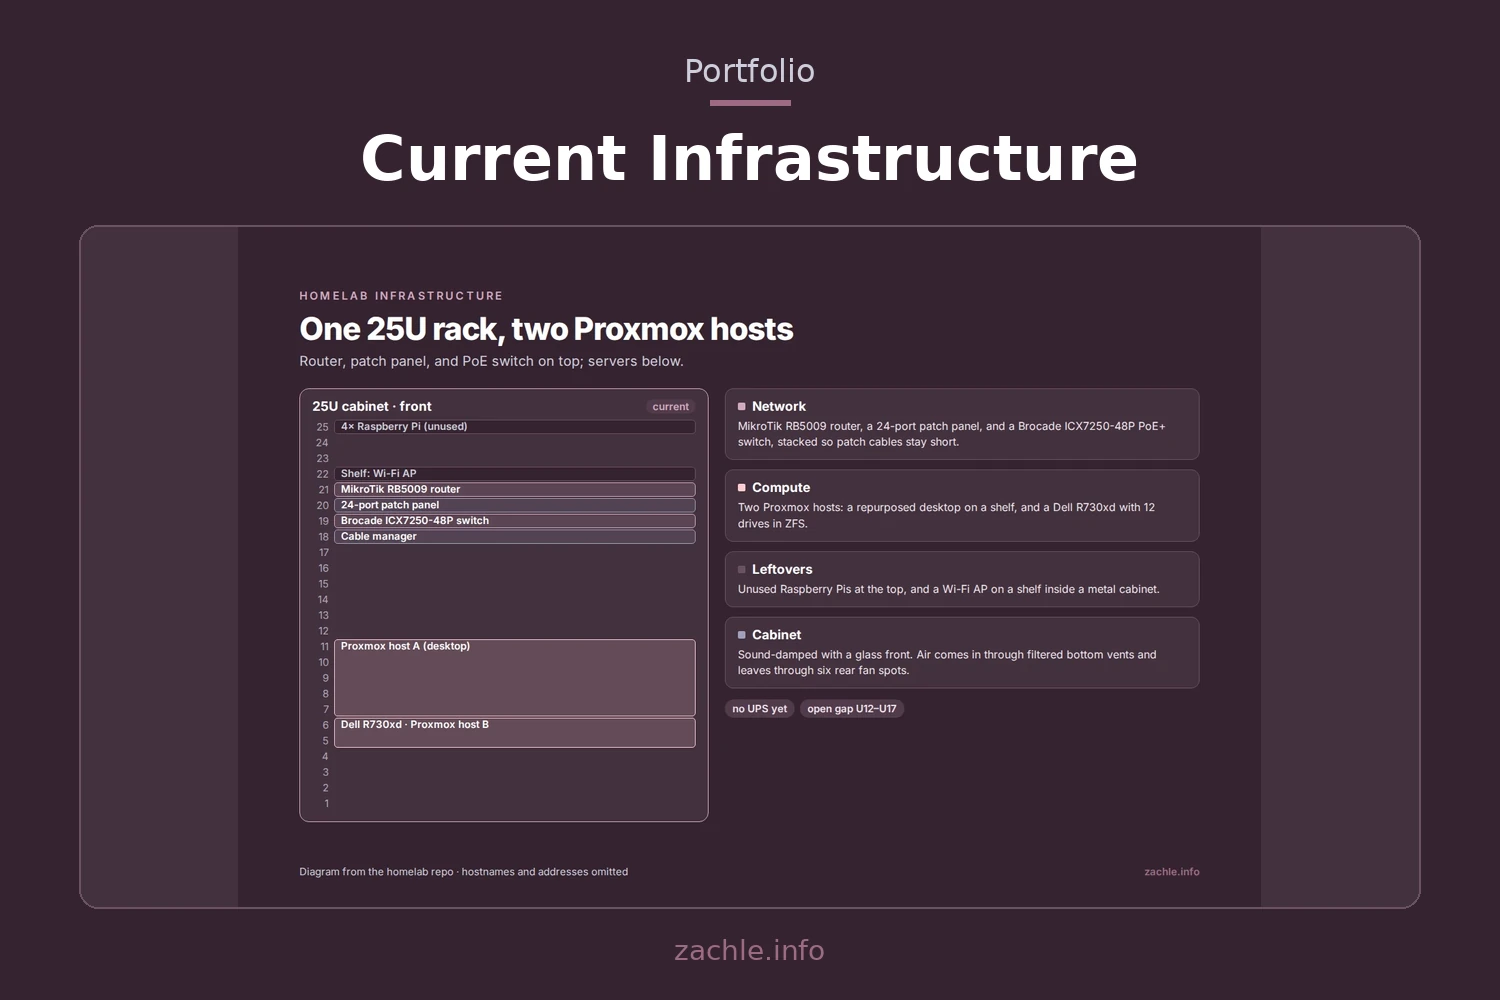 Portfolio
Current Infrastructure
HOMELAB INFRASTRUCTURE
One 25U rack, two Proxmox hosts
Router, patch panel, and PoE switch on top; servers below.
25U cabinet · front
current
25 4× Raspberry Pi (unused)
24
23
22 Shelf: Wi-Fi AP
21 MikroTik RB5009 router
20 24-port patch panel
19 Brocade ICX7250-48P switch
18 Cable manager
17
16
15
14
13
12
11 Proxmox host A (desktop)
10
9
8
7
6 Dell R730xd · Proxmox host B
5
4
3
2
1
Network
MikroTik RB5009 router, a 24-port patch panel, and a Brocade ICX7250-48P PoE+
switch, stacked so patch cables stay short.
Compute
Two Proxmox hosts: a repurposed desktop on a shelf, and a Dell R730xd with 12
drives in ZFS.
Leftovers
Unused Raspberry Pis at the top, and a Wi-Fi AP on a shelf inside a metal cabinet.
Cabinet
Sound-damped with a glass front. Air comes in through filtered bottom vents and
leaves through six rear fan spots.
no UPS yet
open gap U12–U17
Diagram from the homelab repo · hostnames and addresses omitted
zachle.info
zachle.info